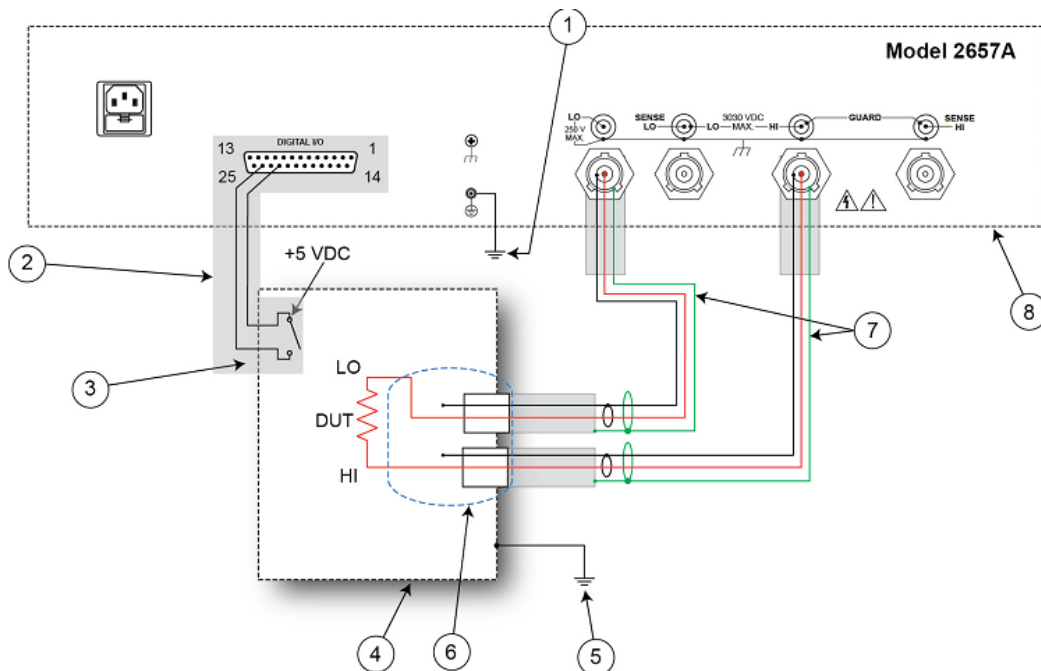 1
Model 2657A
LO
250 V
MAX.
SENSE
LO
LO
3030 VDC
MAX.
HI
GUARD
SENSE
HI
DIGITAL I/O
13
1
25
14
2
+5 VDC
8
7
3
LO
DUT
HI
4
6
5